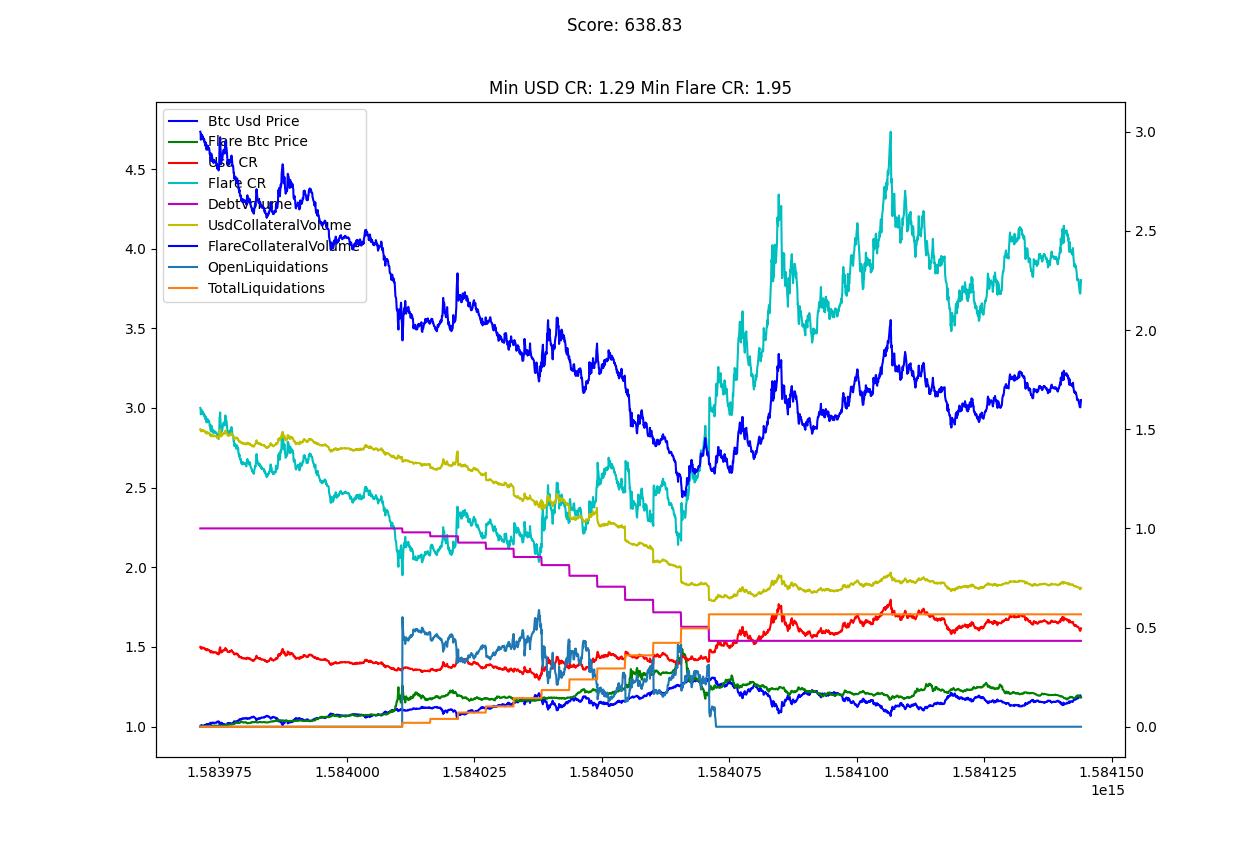 Score: 638.83
Min USD CR: 1.29 Min Flare CR: 1.95
Btc Usd Price
Flare Btc Price
Usd CR
Flare CR
DebtVolume
UsdCollateralVolume
FlareCollateralVolume
OpenLiquidations
TotalLiquidations
4.5
4.0
3.5
3.0
2.5
2.0
1.5
1.0
3.0
2.5
2.0
1.5
1.0
0.5
0.0
1.583975 1.584000 1.584025 1.584050 1.584075 1.584100 1.584125 1.584150
1e15